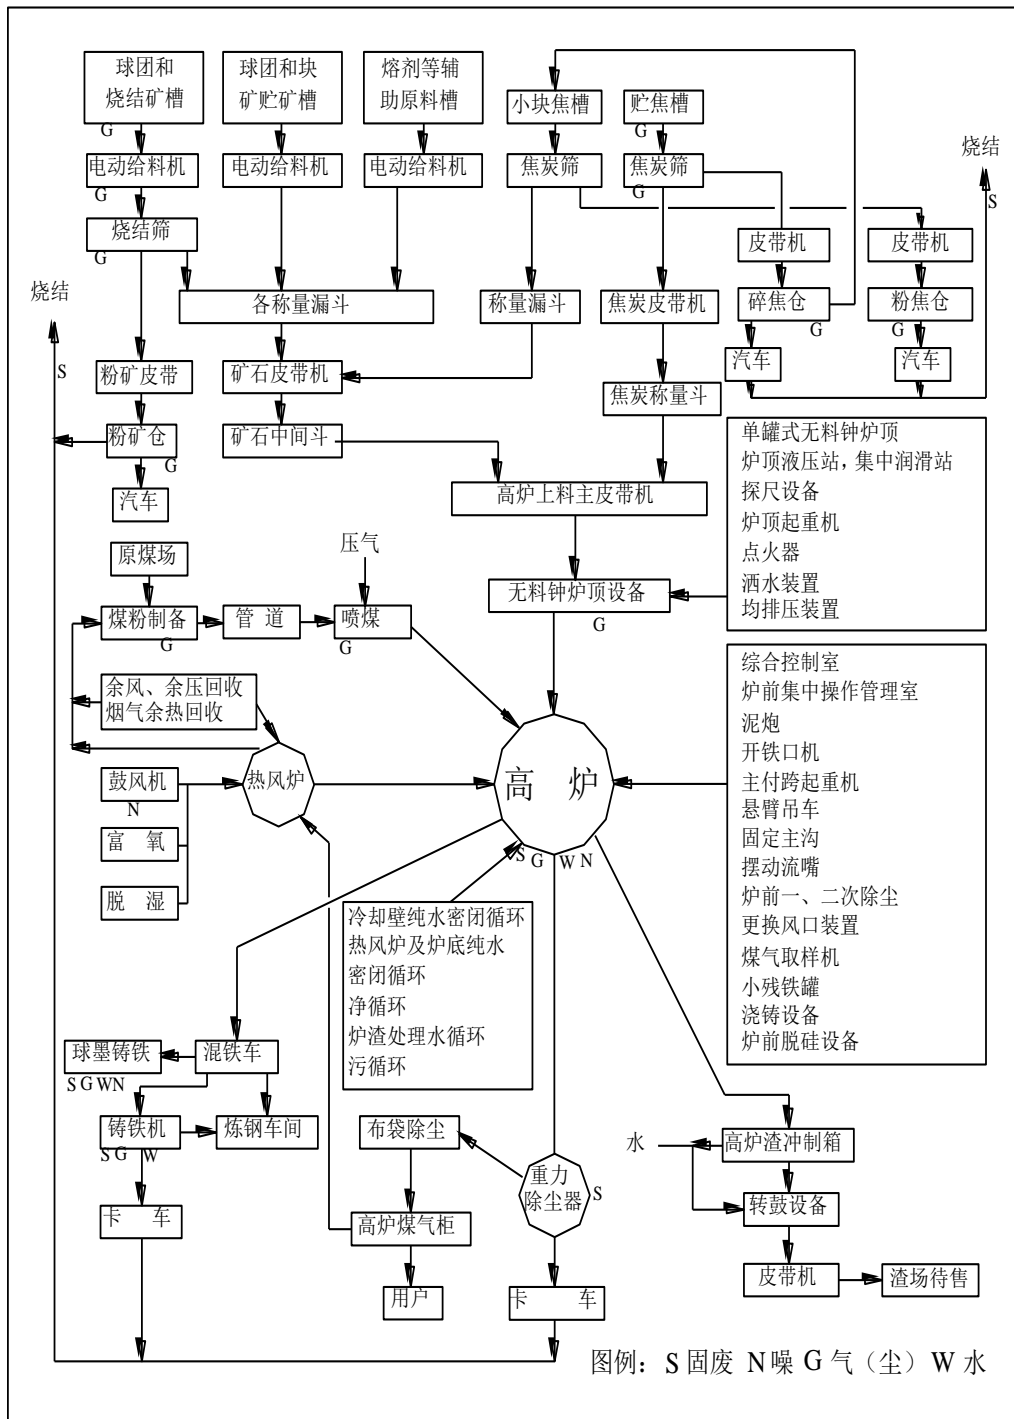 球团和
烧结矿槽
G
球团和块
矿贮矿槽
熔剂等辅
助原料槽
小块焦槽
贮焦槽
G
烧结
S
电动给料机
G
电动给料机
电动给料机
焦炭筛
焦炭筛
G
烧结筛
G
皮带机
皮带机
烧结
S
各称量漏斗
称量漏斗
焦炭皮带机
碎焦仓
G
粉焦仓
G
粉矿皮带
矿石皮带机
焦炭称量斗
汽车
汽车
粉矿仓
G
矿石中间斗
汽车
高炉上料主皮带机
单罐式无料钟炉顶
炉顶液压站，集中润滑站
探尺设备
炉顶起重机
点火器
洒水装置
均排压装置
原煤场
压气
无料钟炉顶设备
G
煤粉制备
G
管 道
喷煤
G
余风、余压回收
烟气余热回收
综合控制室
炉前集中操作管理室
泥炮
开铁口机
主付跨起重机
悬臂吊车
固定主沟
摆动流嘴
炉前一、二次除尘
更换风口装置
煤气取样机
小残铁罐
浇铸设备
炉前脱硅设备
鼓风机
N
热风炉
高 炉
S G W N
富 氧
脱 湿
冷却壁纯水密闭循环
热风炉及炉底纯水
密闭循环
净循环
炉渣处理水循环
污循环
球墨铸铁
S G W N
混铁车
铸铁机
S G W
炼钢车间
布袋除尘
水
高炉渣冲制箱
重力
除尘器
S
卡 车
高炉煤气柜
转鼓设备
用户
卡 车
皮带机
渣场待售
图例：S 固废 N 噪 G 气（尘）W 水